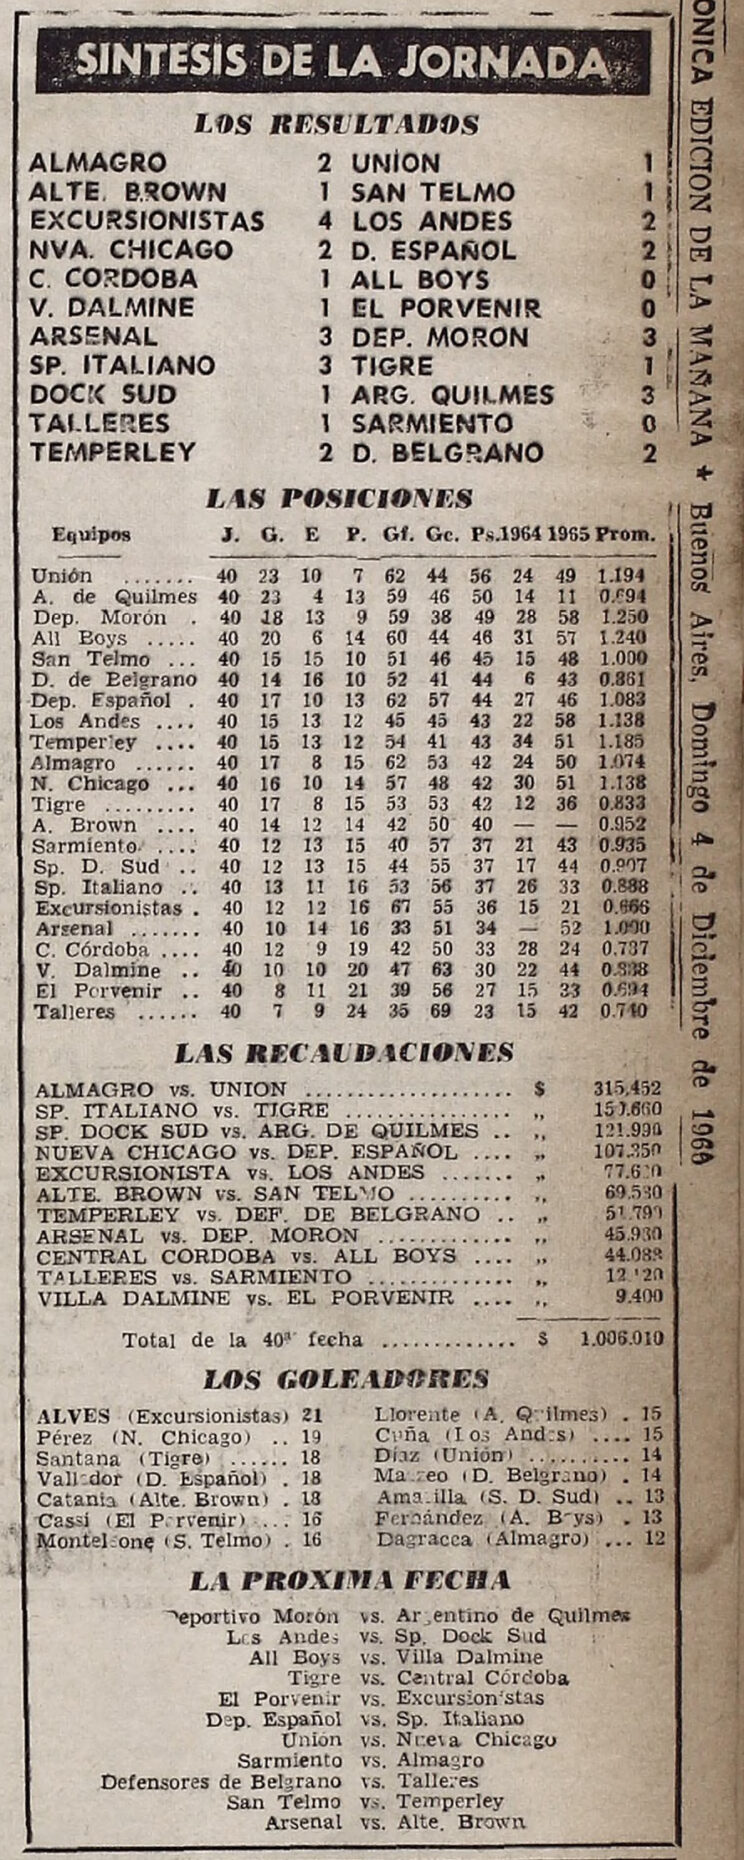 SINTESIS DE LA JORNADA
LOS RESULTADOS
ALMAGRO 2 UNION 1
ALTE. BROWN 1 SAN TELMO 1
EXCURSIONISTAS 4 LOS ANDES 2
NVA. CHICAGO 2 D. ESPAÑOL 2
C. CORDOBA 1 ALL BOYS 0
V. DALMINE 1 EL PORVENIR 0
ARSENAL 3 DEP. MORON 3
SP. ITALIANO 3 TIGRE 1
DOCK SUD 1 ARG. QUILMES 3
TALLERES 1 SARMIENTO 0
TEMPERLEY 2 D. BELGRANO 2
LAS POSICIONES
Equipos J. G. E P. Gf. Gc. Ps. 1964 1965 Prom.
Unión ....... 40 23 10 7 62 44 56 24 49 1.194
A. de Quilmes 40 23 4 13 59 46 50 14 11 0.694
Dep. Morón . 40 18 13 9 59 38 49 28 58 1.250
All Boys ..... 40 20 6 14 60 44 46 31 57 1.240
San Telmo ... 40 15 15 10 51 46 45 15 48 1.000
D. de Belgrano 40 14 16 10 52 41 44 6 43 0.861
Dep. Español . 40 17 10 13 62 57 44 27 46 1.083
Los Andes .... 40 15 13 12 45 45 43 22 58 1.138
Temperley .... 40 15 13 12 54 41 43 34 51 1.185
Almagro ...... 40 17 8 15 62 53 42 24 50 1.074
N. Chicago ... 40 16 10 14 57 48 42 30 51 1.138
Tigre ......... 40 17 8 15 53 53 42 12 36 0.833
A. Brown .... 40 14 12 14 42 50 40 — — 0.952
Sarmiento .... 40 12 13 15 40 57 37 21 43 0.935
Sp. D. Sud .. 40 12 13 15 44 55 37 17 44 0.907
Sp. Italiano .. 40 13 11 16 53 56 37 26 33 0.888
Excursionistas . 40 12 12 16 67 55 36 15 21 0.666
Arsenal ....... 40 10 14 16 33 51 34 — 52 1.000
C. Córdoba .... 40 12 9 19 42 50 33 28 24 0.787
V. Dalmine .. 40 10 10 20 47 63 30 22 44
El Porvenir .. 40 8 11 21 39 56 27 15 33 0.694
Talleres ...... 40 7 9 24 35 69 23 15 42 0.740
LAS RECAUDACIONES
ALMAGRO vs. UNION .................... $ 315.452
SP. ITALIANO vs. TIGRE ................ ,,
SP. DOCK SUD vs. ARG. DE QUILMES .. ,, 121.990
NUEVA CHICAGO vs. DEP. ESPAÑOL .... ,, 107.350
EXCURSIONISTA vs. LOS ANDES ....... ,,
ALTE. BROWN vs. SAN TELMO .......... ,, 69.530
TEMPERLEY vs. DEF. DE BELGRANO .. ,, 51.790
ARSENAL vs. DEP. MORON ............ ,, 45.930
CENTRAL CORDOBA vs. ALL BOYS .... ,, 44.088
TALLERES vs. SARMIENTO ............. ,,
VILLA DALMINE vs. EL PORVENIR .... ,, 9.400
Total de la 40ª fecha ............. $ 1.006.010
LOS GOLEADORES
ALVES (Excursionistas) 21 Llorente (A. Quilmes) . 15
Pérez (N. Chicago) .. 19 Cuña (Los Andes) .... 15
Santana (Tigre) ...... 18 Díaz (Unión) .......... 14
Vallador (D. Español) . 18 Mazzeo (D. Belgrano) . 14
Catania (Alte. Brown) . 18 (S. D. Sud) .. 13
Cassi (El Porvenir) ... 16 Fernández (A. Boys) . 13
Monteleone (S. Telmo) . 16 Dagracca (Almagro) ... 12
LA PROXIMA FECHA
Deportivo Morón vs. Argentino de Quilmes
Los Andes vs. Sp. Dock Sud
All Boys vs. Villa Dalmine
Tigre vs. Central Córdoba
El Porvenir vs. Excursionistas
Dep. Español vs. Sp. Italiano
Unión vs. Nueva Chicago
Sarmiento vs. Almagro
Defensores de Belgrano vs. Talleres
San Telmo vs. Temperley
Arsenal vs. Alte. Brown
ONICA EDICION DE LA MAÑANA ★ Buenos Aires, Domingo 4 de Diciembre de 1966